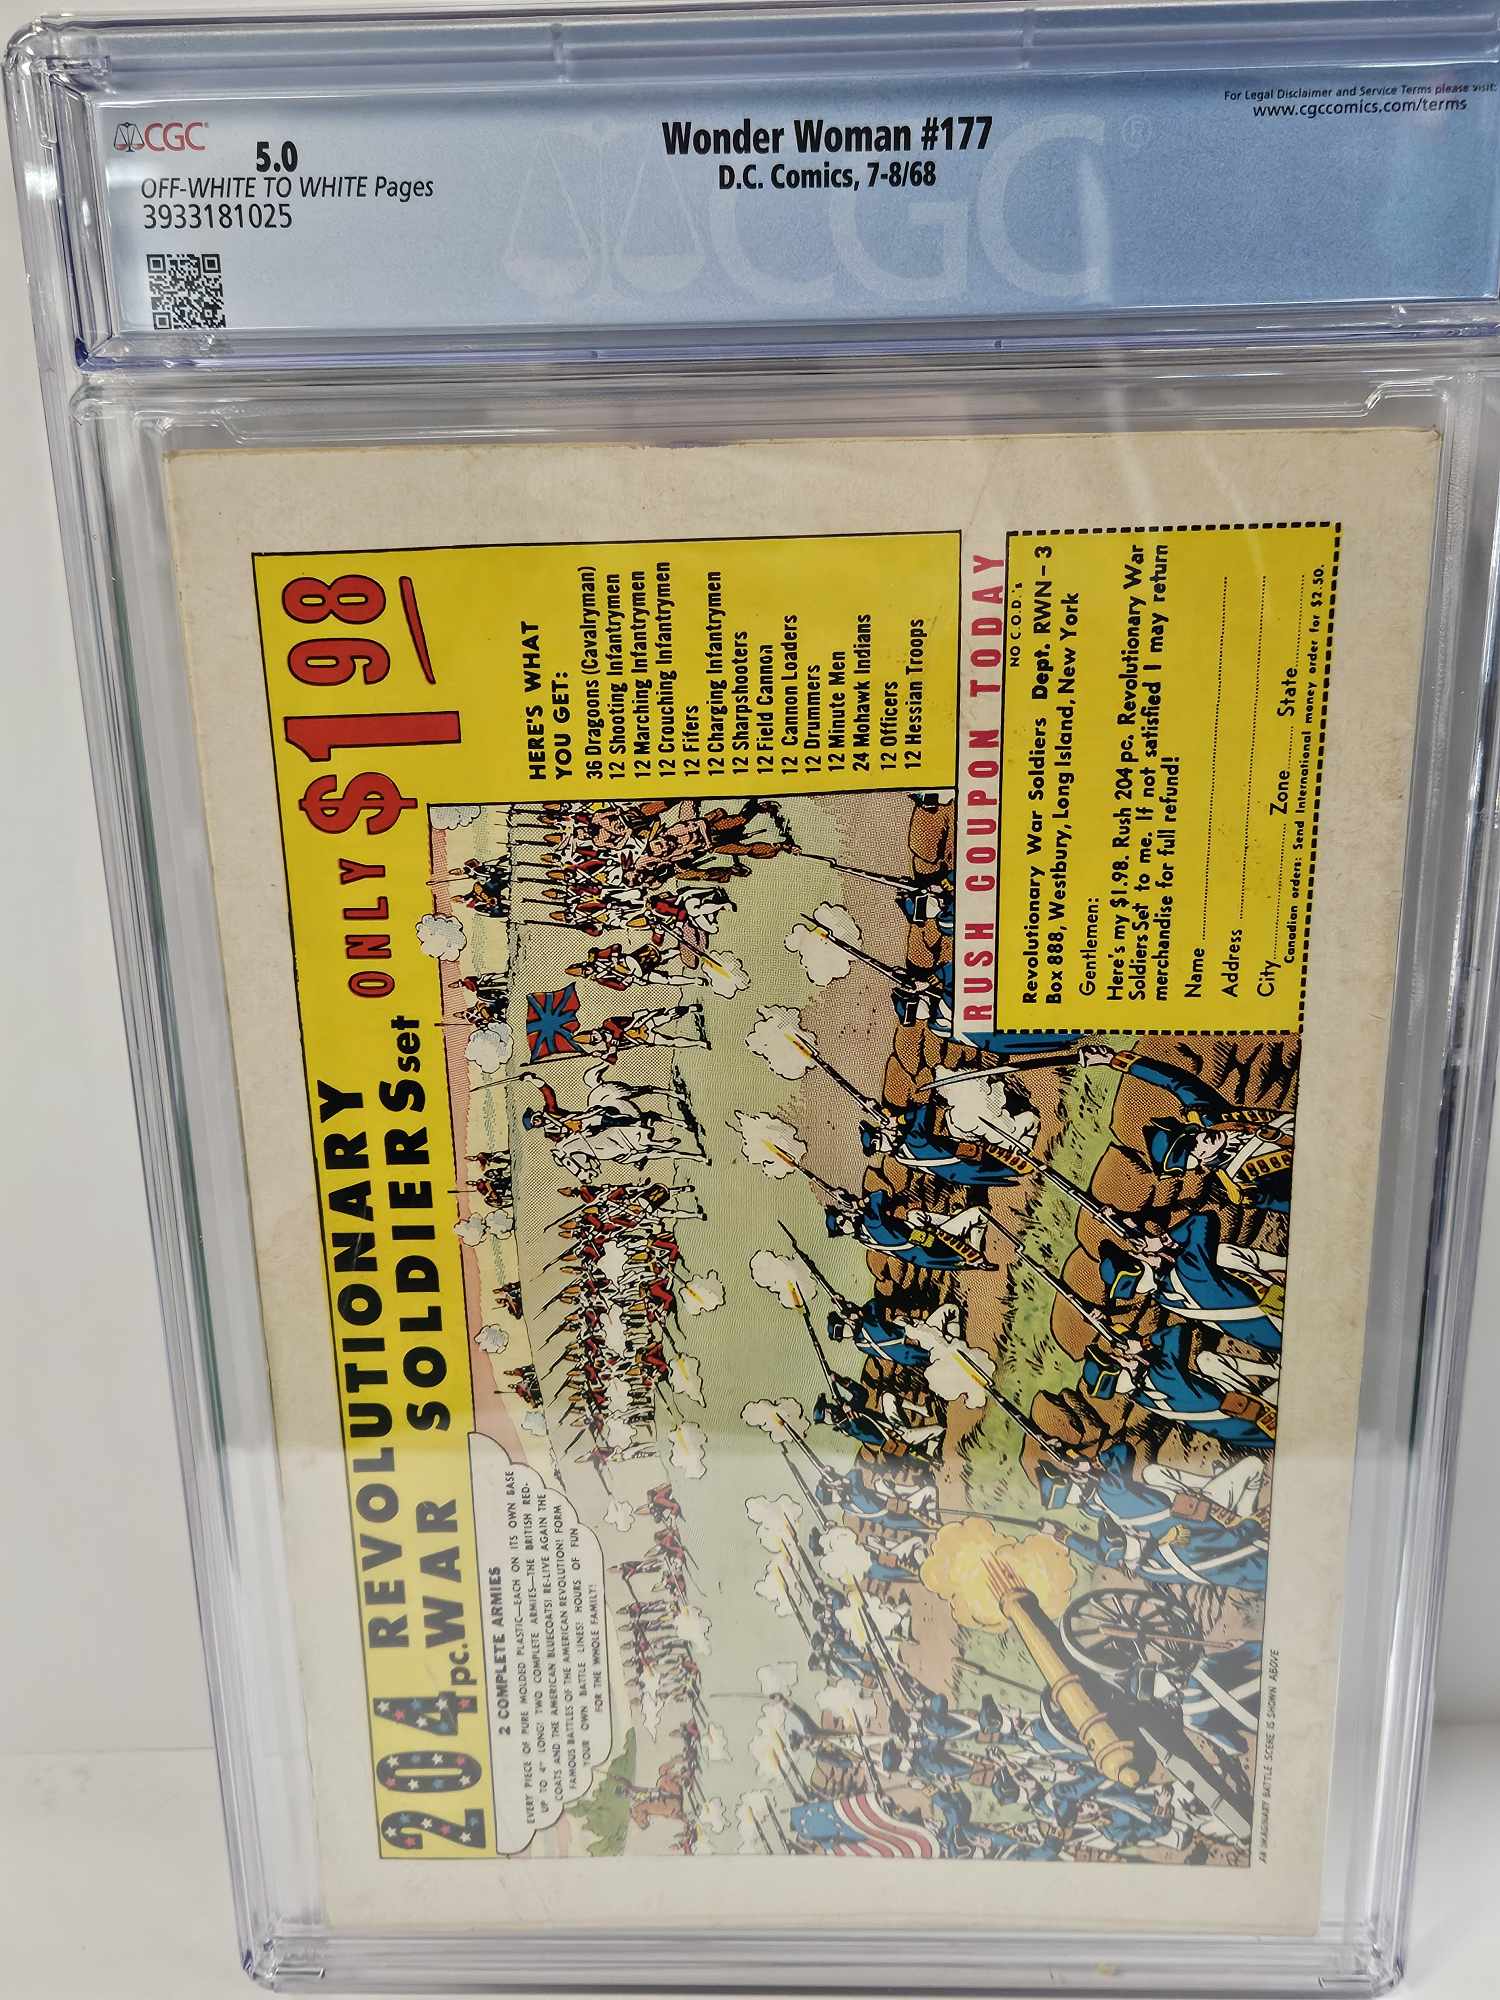 CGC
5.0
OFF-WHITE TO WHITE Pages
3933181025
Wonder Woman #177
D.C. Comics, 7-8/68
For Legal Disclaimer and Service Terms please visit:
www.cgccomics.com/terms
CGC
204 REVOLUTIONARY
pc. WAR SOLDIERS set
ONLY $1 98
2 COMPLETE ARMIES
EVERY PIECE OF PURE MOLDED PLASTIC—EACH ON ITS OWN BASE
UP TO 4" LONG! TWO COMPLETE ARMIES—THE BRITISH RED-
COATS AND THE AMERICAN BLUECOATS! RE-LIVE AGAIN THE
FAMOUS BATTLES OF THE AMERICAN REVOLUTION! FORM
YOUR OWN BATTLE LINES! HOURS OF FUN
FOR THE WHOLE FAMILY!
HERE'S WHAT
YOU GET:
36 Dragoons (Cavalryman)
12 Shooting Infantrymen
12 Marching Infantrymen
12 Crouching Infantrymen
12 Fifers
12 Charging Infantrymen
12 Sharpshooters
12 Field Cannon
12 Cannon Loaders
12 Drummers
12 Minute Men
24 Mohawk Indians
12 Officers
12 Hessian Troops
RUSH COUPON TODAY
NO C.O.D.'s
Revolutionary War Soldiers Dept. RWN-3
Box 888, Westbury, Long Island, New York
Gentlemen:
Here's my $1.98. Rush 204 pc. Revolutionary War
Soldiers Set to me. If not satisfied I may return
merchandise for full refund!
Name
Address
City Zone State
Canadian orders: Send International money order for $2.50.
AN IMAGINARY BATTLE SCENE IS SHOWN ABOVE